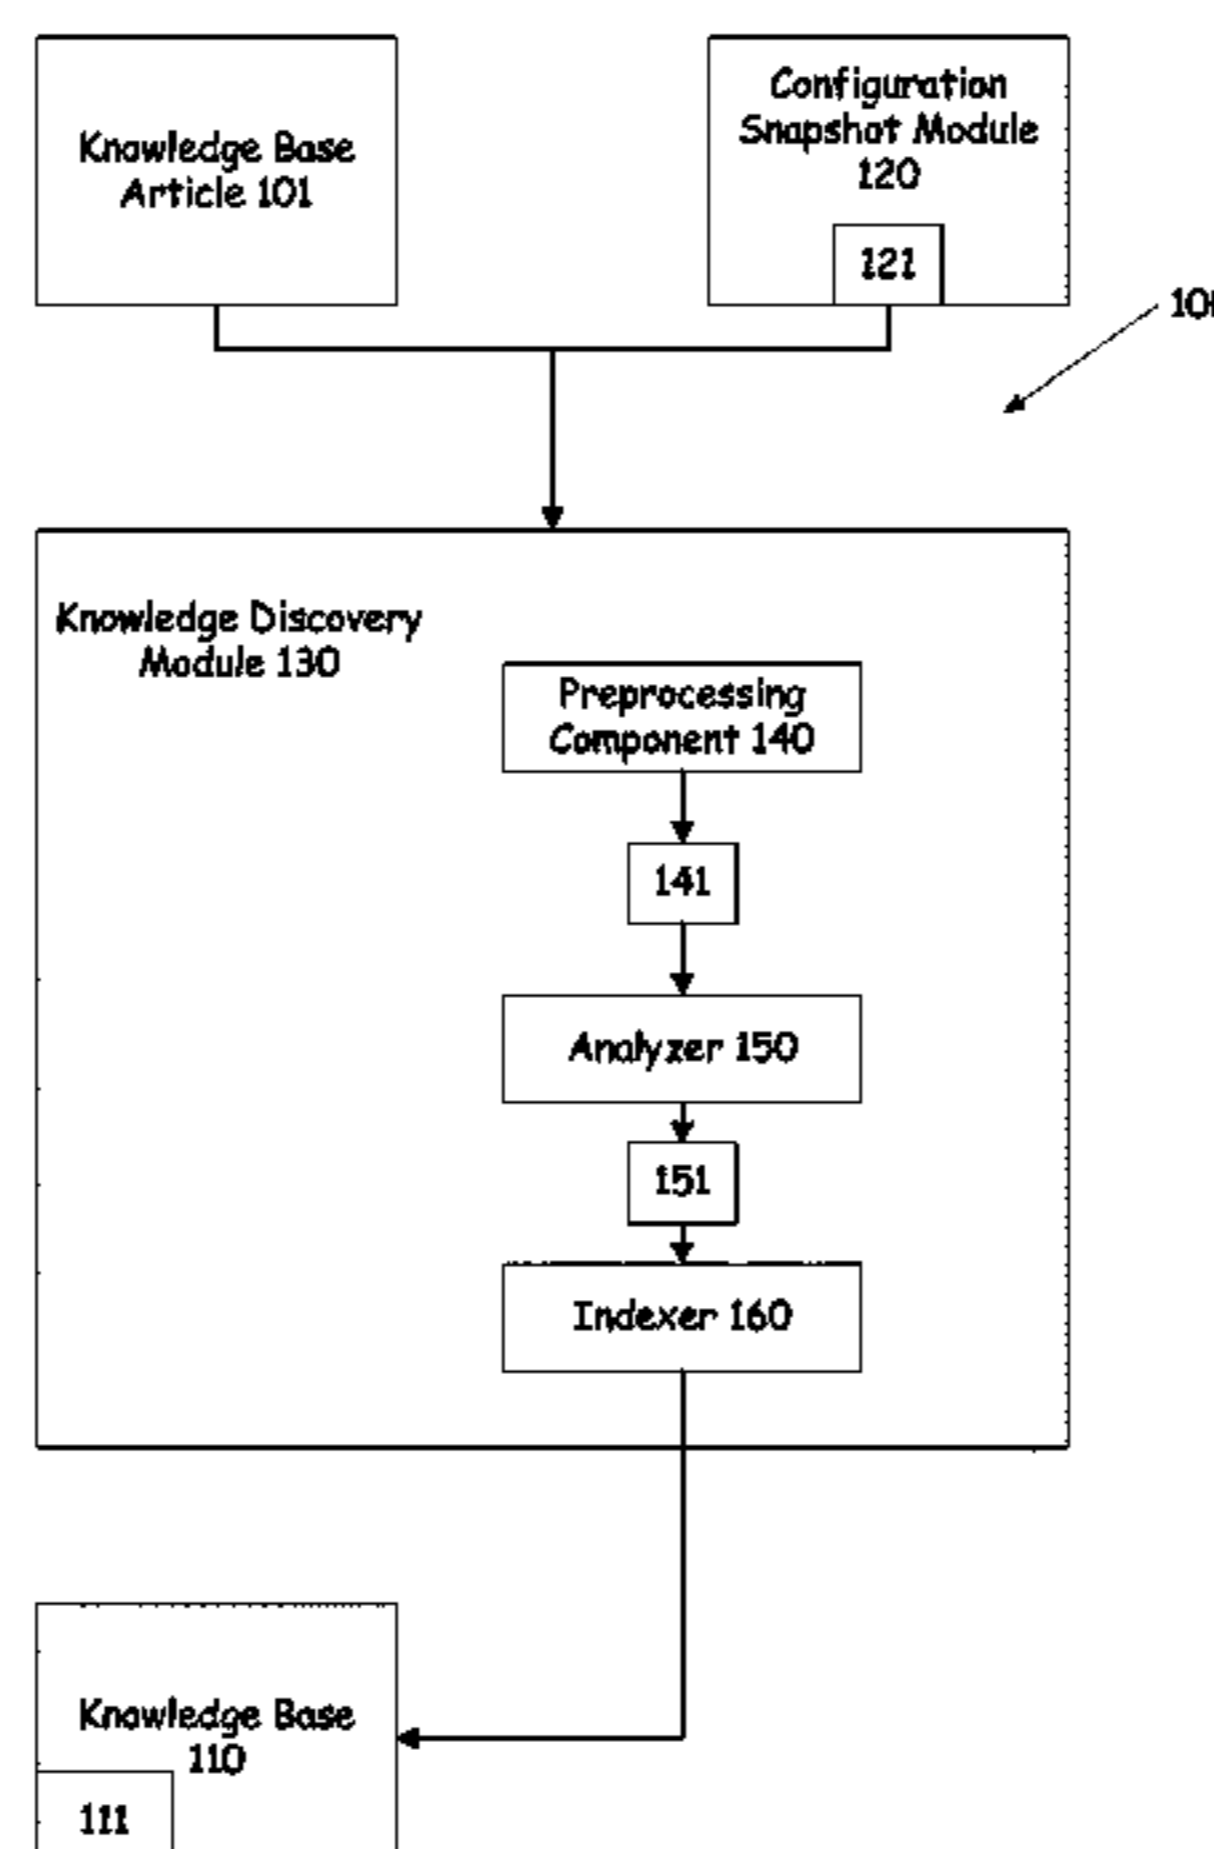 Knowledge Base
Article 101
Configuration
Snapshot Module
120
121
Knowledge Discovery
Module 130
Preprocessing
Component 140
141
Analyzer 150
151
Indexer 160
Knowledge Base
110
111